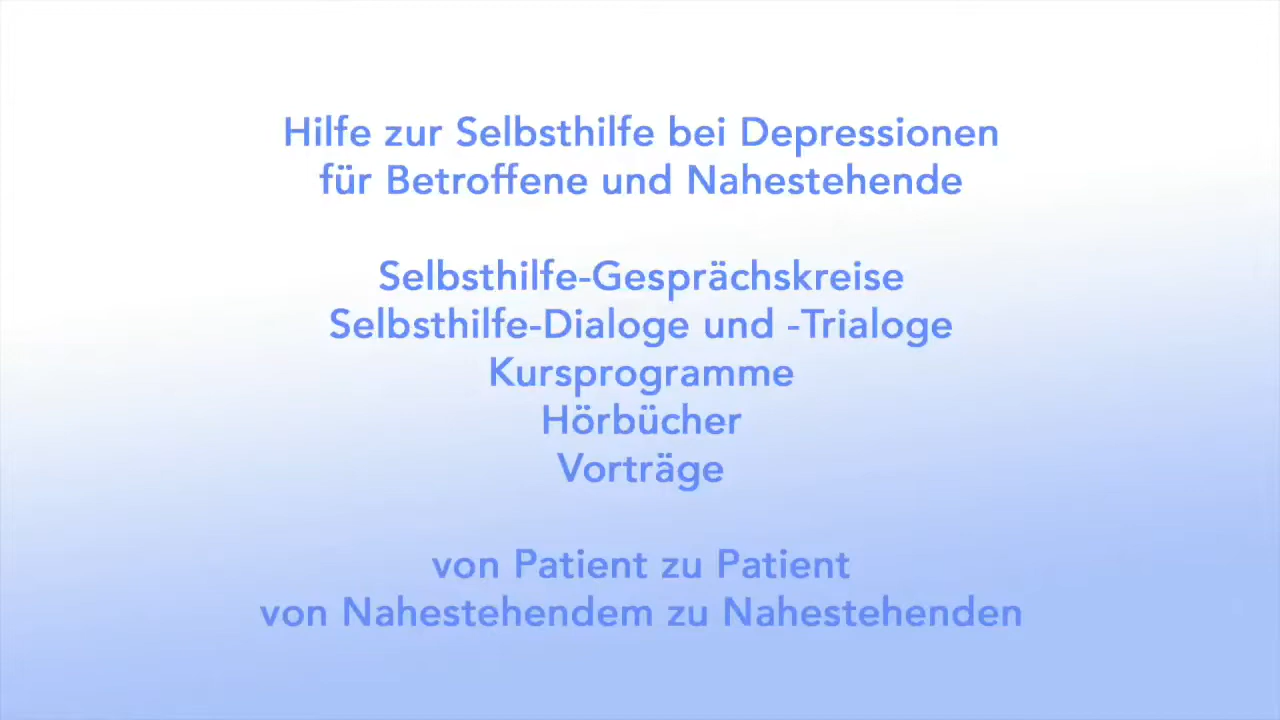 Hilfe zur Selbsthilfe bei Depressionen
für Betroffene und Nahestehende
Selbsthilfe-Gesprächskreise
Selbsthilfe-Dialoge und -Trialoge
Kursprogramme
Hörbücher
Vorträge
von Patient zu Patient
von Nahestehendem zu Nahestehenden